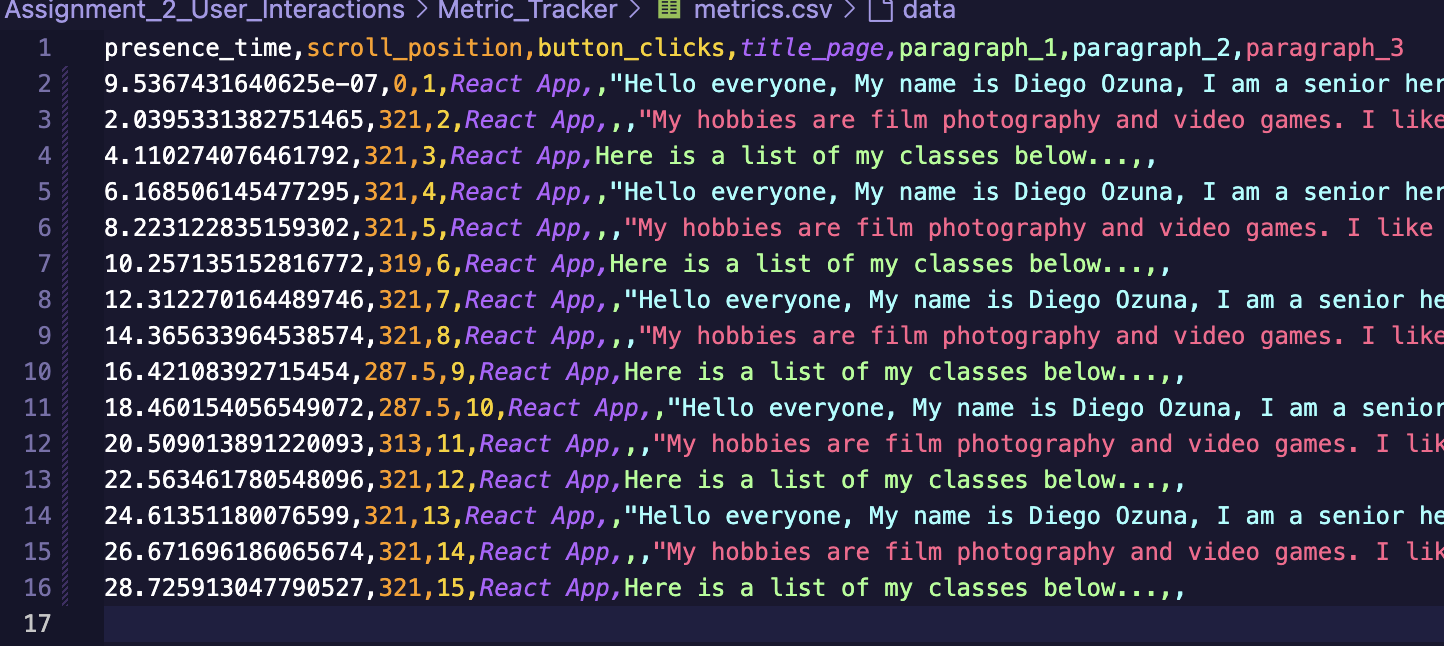 Assignment_2_User_Interactions > Metric_Tracker > metrics.csv > data
1 presence_time,scroll_position,button_clicks,title_page,paragraph_1,paragraph_2,paragraph_3
2 9.5367431640625e-07,0,1,React App,,"Hello everyone, My name is Diego Ozuna, I am a senior her
3 2.0395331382751465,321,2,React App,,,"My hobbies are film photography and video games. I like
4 4.110274076461792,321,3,React App,Here is a list of my classes below...,,
5 6.168506145477295,321,4,React App,,"Hello everyone, My name is Diego Ozuna, I am a senior her
6 8.223122835159302,321,5,React App,,,"My hobbies are film photography and video games. I like
7 10.257135152816772,319,6,React App,Here is a list of my classes below...,,
8 12.312270164489746,321,7,React App,,"Hello everyone, My name is Diego Ozuna, I am a senior he
9 14.365633964538574,321,8,React App,,,"My hobbies are film photography and video games. I like
10 16.42108392715454,287.5,9,React App,Here is a list of my classes below...,,
11 18.460154056549072,287.5,10,React App,,"Hello everyone, My name is Diego Ozuna, I am a senior
12 20.509013891220093,313,11,React App,,,"My hobbies are film photography and video games. I lik
13 22.563461780548096,321,12,React App,Here is a list of my classes below...,,
14 24.61351180076599,321,13,React App,,"Hello everyone, My name is Diego Ozuna, I am a senior he
15 26.671696186065674,321,14,React App,,,"My hobbies are film photography and video games. I lik
16 28.725913047790527,321,15,React App,Here is a list of my classes below...,,
17